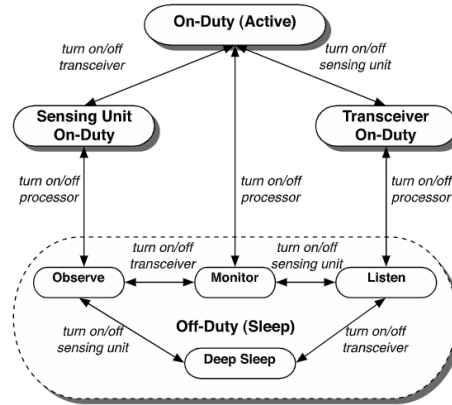 On-Duty (Active)
turn on/off
transceiver
turn on/off
sensing unit
Sensing Unit
On-Duty
Transceiver
On-Duty
turn on/off
processor
turn on/off
processor
turn on/off
processor
turn on/off
transceiver
turn on/off
sensing unit
Observe
Monitor
Listen
Off-Duty (Sleep)
turn on/off
sensing unit
turn on/off
transceiver
Deep Sleep